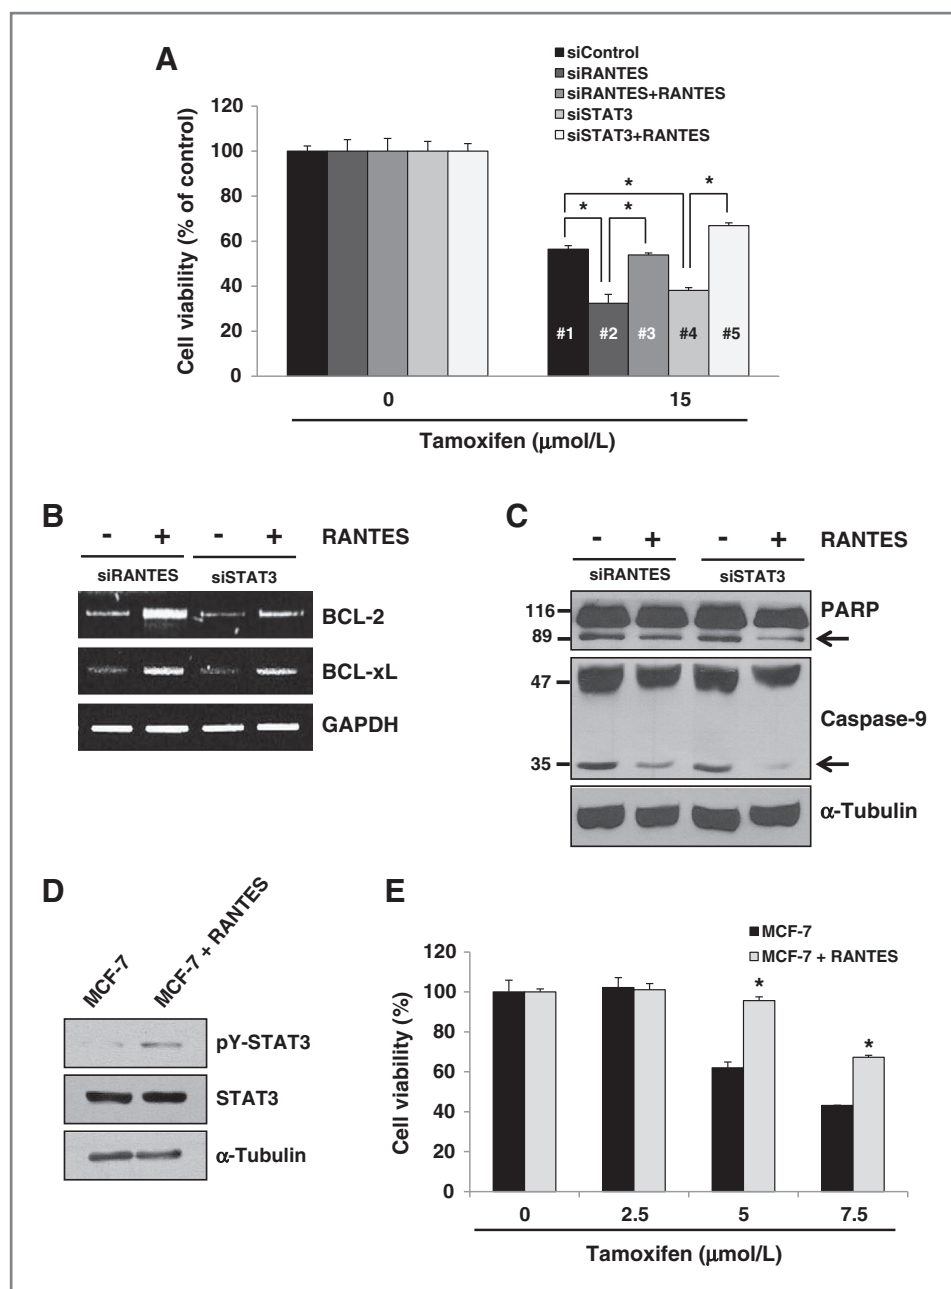 A
siControl
siRANTES
siRANTES+RANTES
siSTAT3
siSTAT3+RANTES
Cell viability (% of control)
120
100
80
60
40
20
0
* * * *
#1 #2 #3 #4 #5
0 15
Tamoxifen (μmol/L)
B
- + - + RANTES
siRANTES siSTAT3
BCL-2
BCL-xL
GAPDH
C
- + - + RANTES
siRANTES siSTAT3
116 PARP
89
47
Caspase-9
35
α-Tubulin
D
MCF-7
MCF-7 + RANTES
pY-STAT3
STAT3
α-Tubulin
E
MCF-7
MCF-7 + RANTES
Cell viability (%)
120
100
80
60
40
20
0
* *
0 2.5 5 7.5
Tamoxifen (μmol/L)